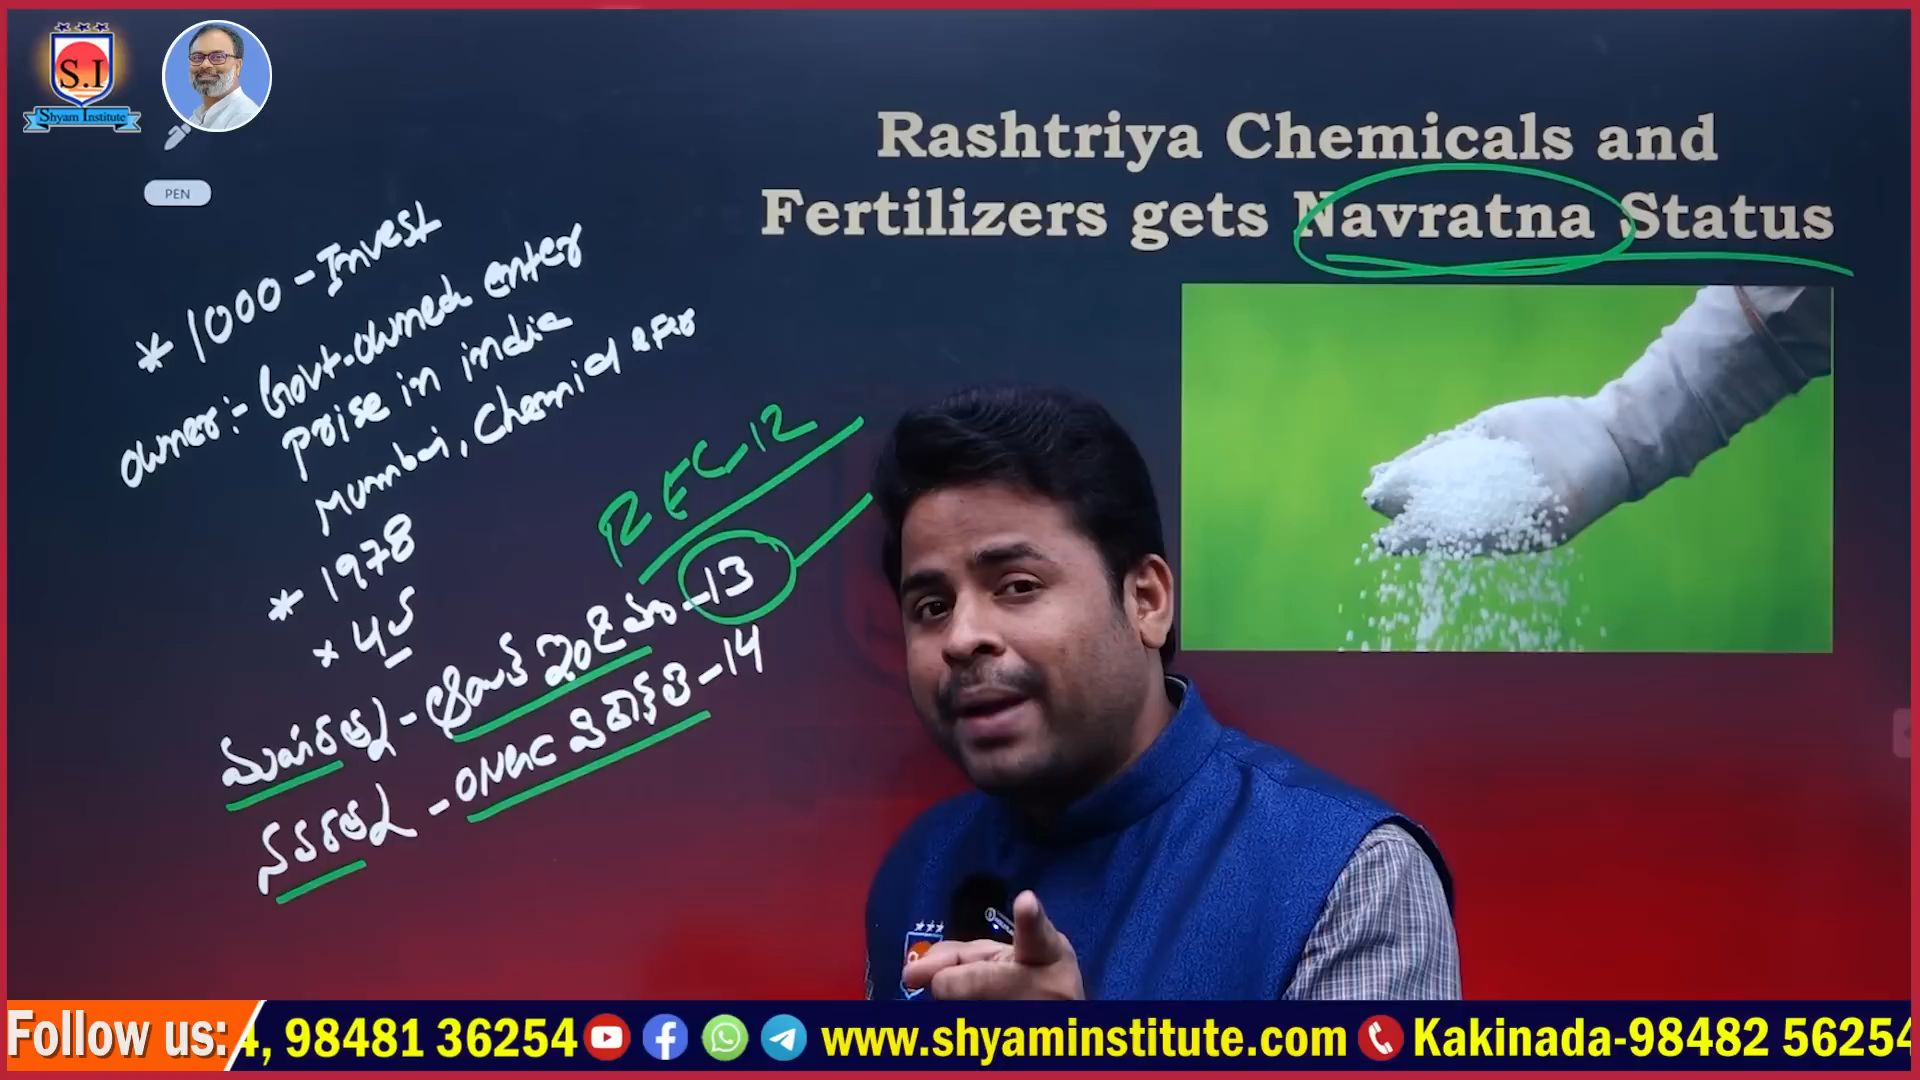 S.I
Shyam Institute
PEN
Rashtriya Chemicals and
Fertilizers gets Navratna Status
* 1000 - Invest
owner:- Govt-owned enter
prise in india
Mumbai, Chemical & Fer
* 1978
* 45
REC-12
మహారత్న - ఆయిల్ ఇండియా - 13
నవరత్న - ONGC విదేశ్ లి - 14
Follow us: 4, 98481 36254 www.shyaminstitute.com Kakinada-98482 56254